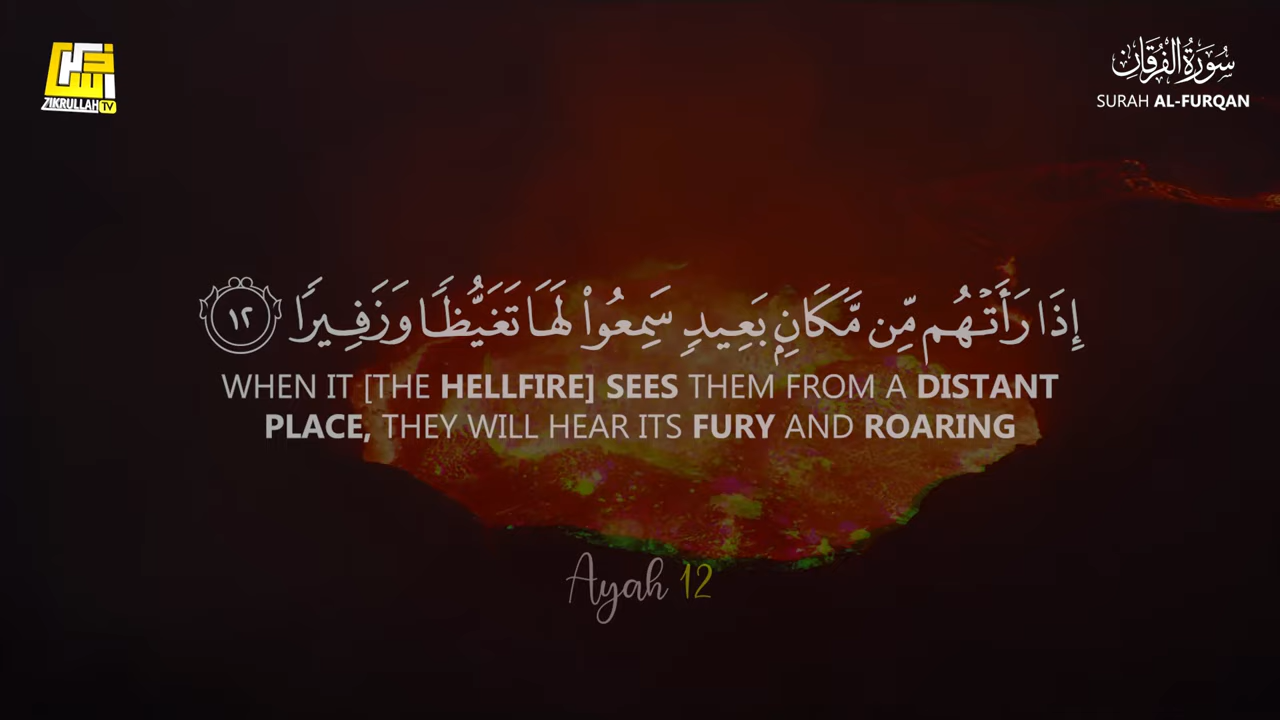 ZIKRULLAH TV
سُورَةُ الْفُرْقَان
SURAH AL-FURQAN
إِذَا رَأَتْهُم مِّن مَّكَانٍۭ بَعِيدٍ سَمِعُوا۟ لَهَا تَغَيُّظًا وَزَفِيرًا ١٢
WHEN IT [THE HELLFIRE] SEES THEM FROM A DISTANT
PLACE, THEY WILL HEAR ITS FURY AND ROARING
Ayah 12